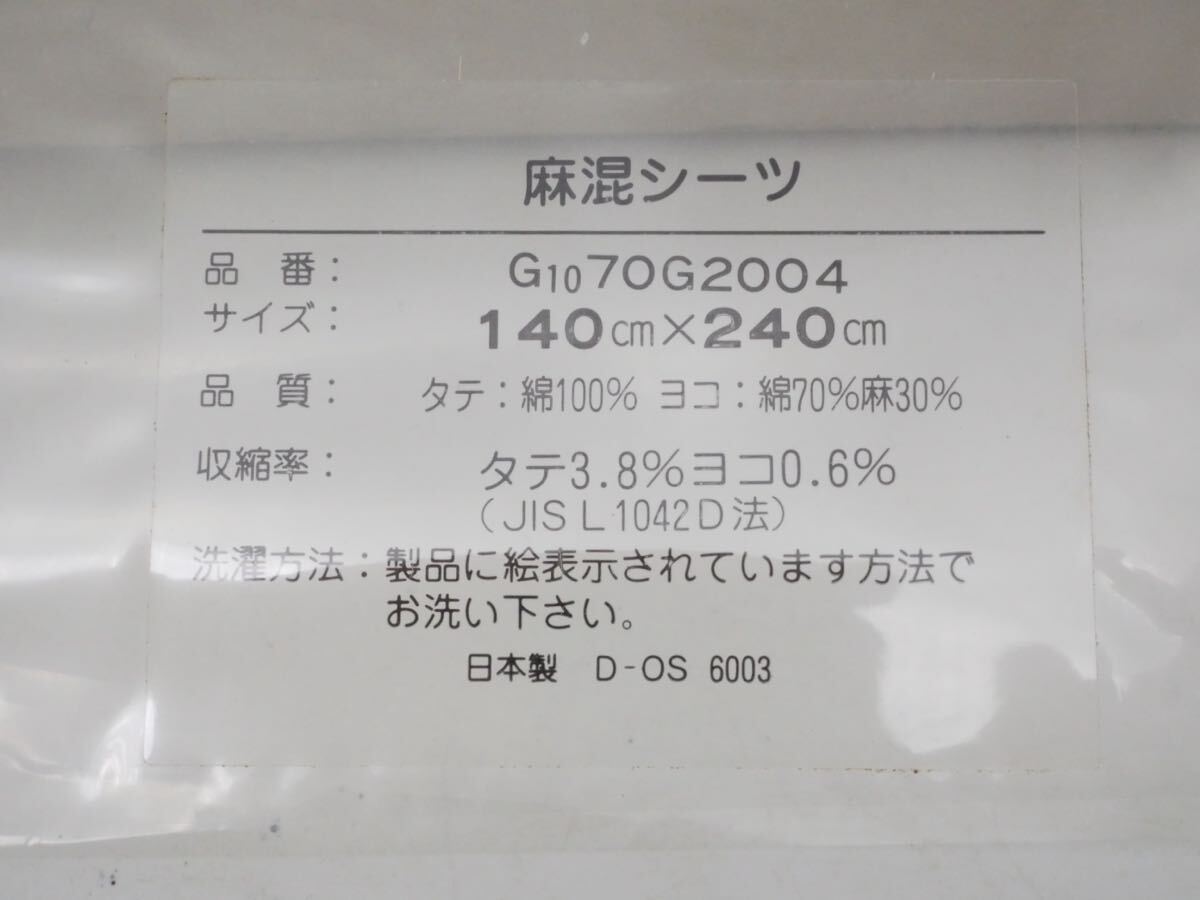 麻混シーツ
品 番： G1070G2004
サイズ： 140cm×240cm
品 質： タテ：綿100% ヨコ：綿70%麻30%
収縮率： タテ3.8%ヨコ0.6%
（JIS L 1042 D 法）
洗濯方法：製品に絵表示されています方法で
お洗い下さい。
日本製 D-OS 6003